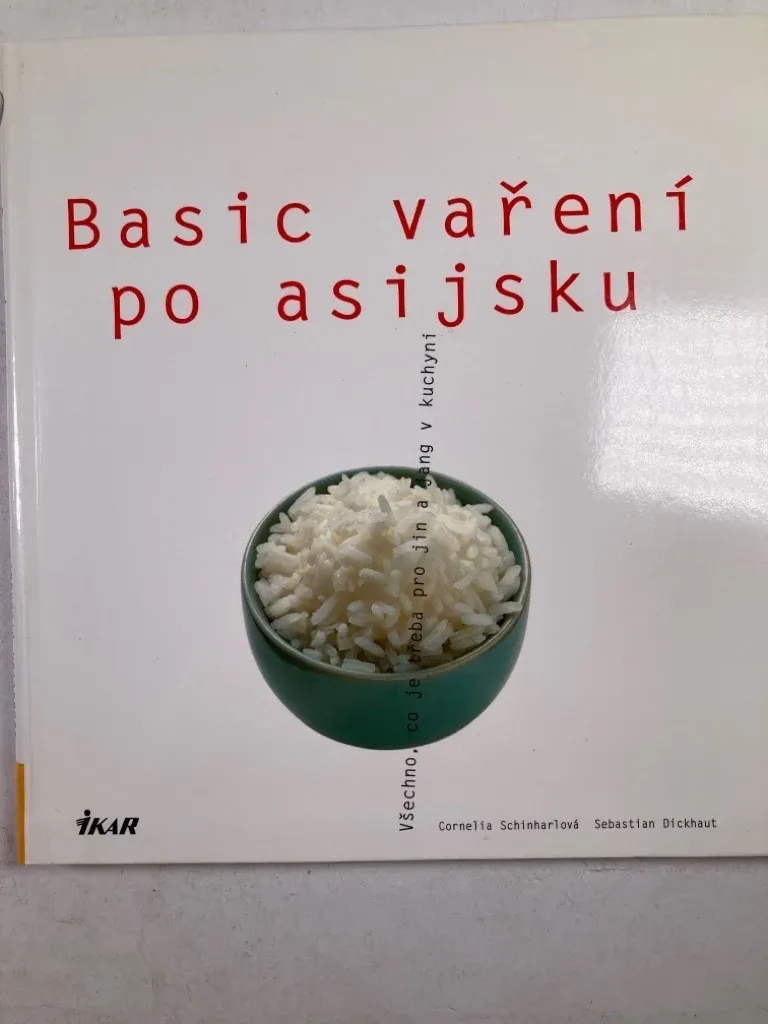 Basic vaření
po asijsku
Všechno, co je třeba pro jin a jang v kuchyni
IKAR
Cornelia Schinharlová Sebastian Dickhaut